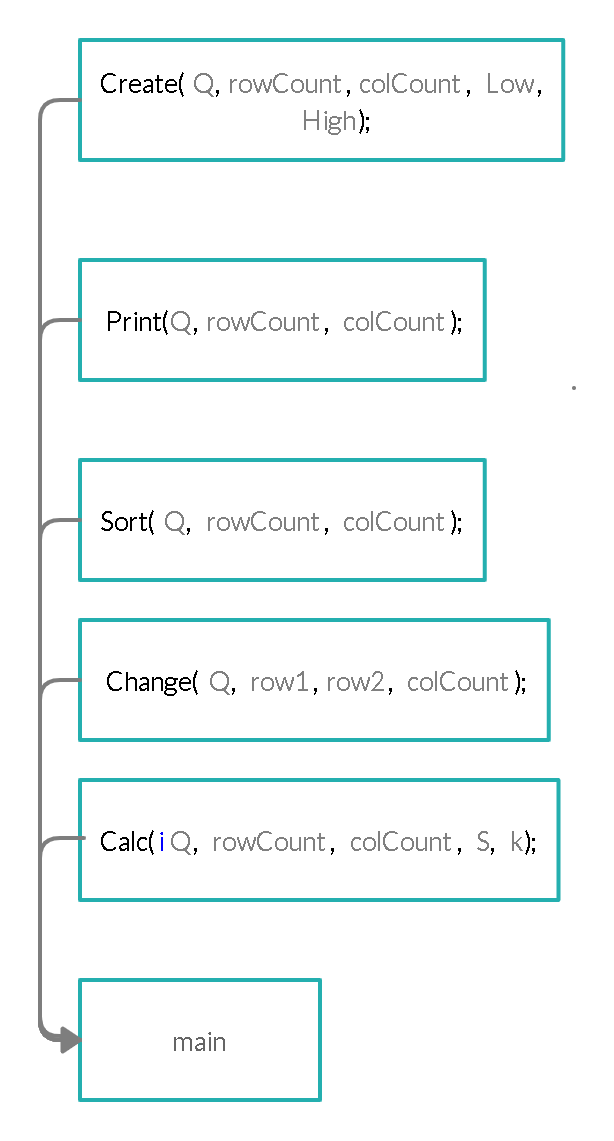 Create( Q, rowCount, colCount, Low,
High);
Print(Q, rowCount, colCount);
Sort( Q, rowCount, colCount);
Change( Q, row1, row2, colCount);
Calc(i Q, rowCount, colCount, S, k);
main